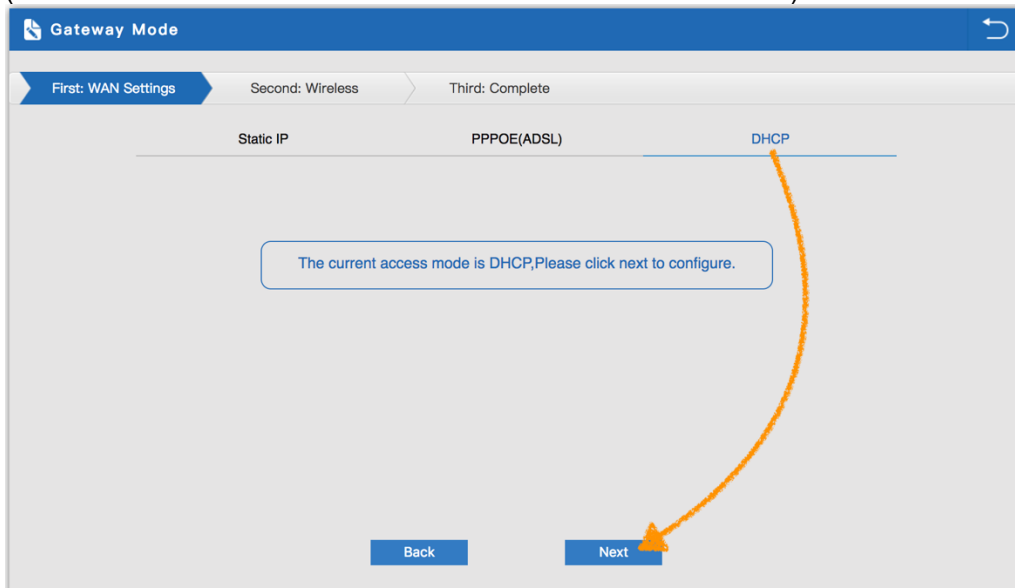 Gateway Mode
First: WAN Settings Second: Wireless Third: Complete
Static IP PPPOE(ADSL) DHCP
The current access mode is DHCP,Please click next to configure.
Back Next